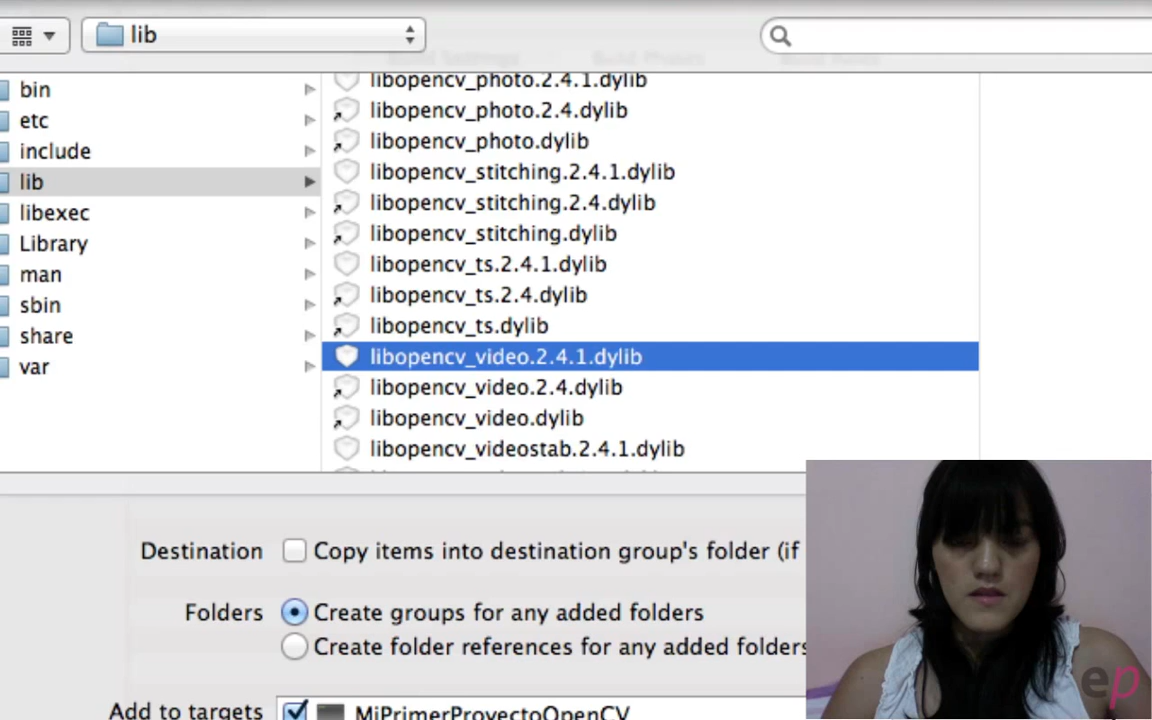 lib
bin
etc
include
lib
libexec
Library
man
sbin
share
var
libopencv_photo.2.4.1.dylib
libopencv_photo.2.4.dylib
libopencv_photo.dylib
libopencv_stitching.2.4.1.dylib
libopencv_stitching.2.4.dylib
libopencv_stitching.dylib
libopencv_ts.2.4.1.dylib
libopencv_ts.2.4.dylib
libopencv_ts.dylib
libopencv_video.2.4.1.dylib
libopencv_video.2.4.dylib
libopencv_video.dylib
libopencv_videostab.2.4.1.dylib
Destination Copy items into destination group's folder (if
Folders Create groups for any added folders
Create folder references for any added folders
Add to targets MiPrimerProyectoOpenCV
ep